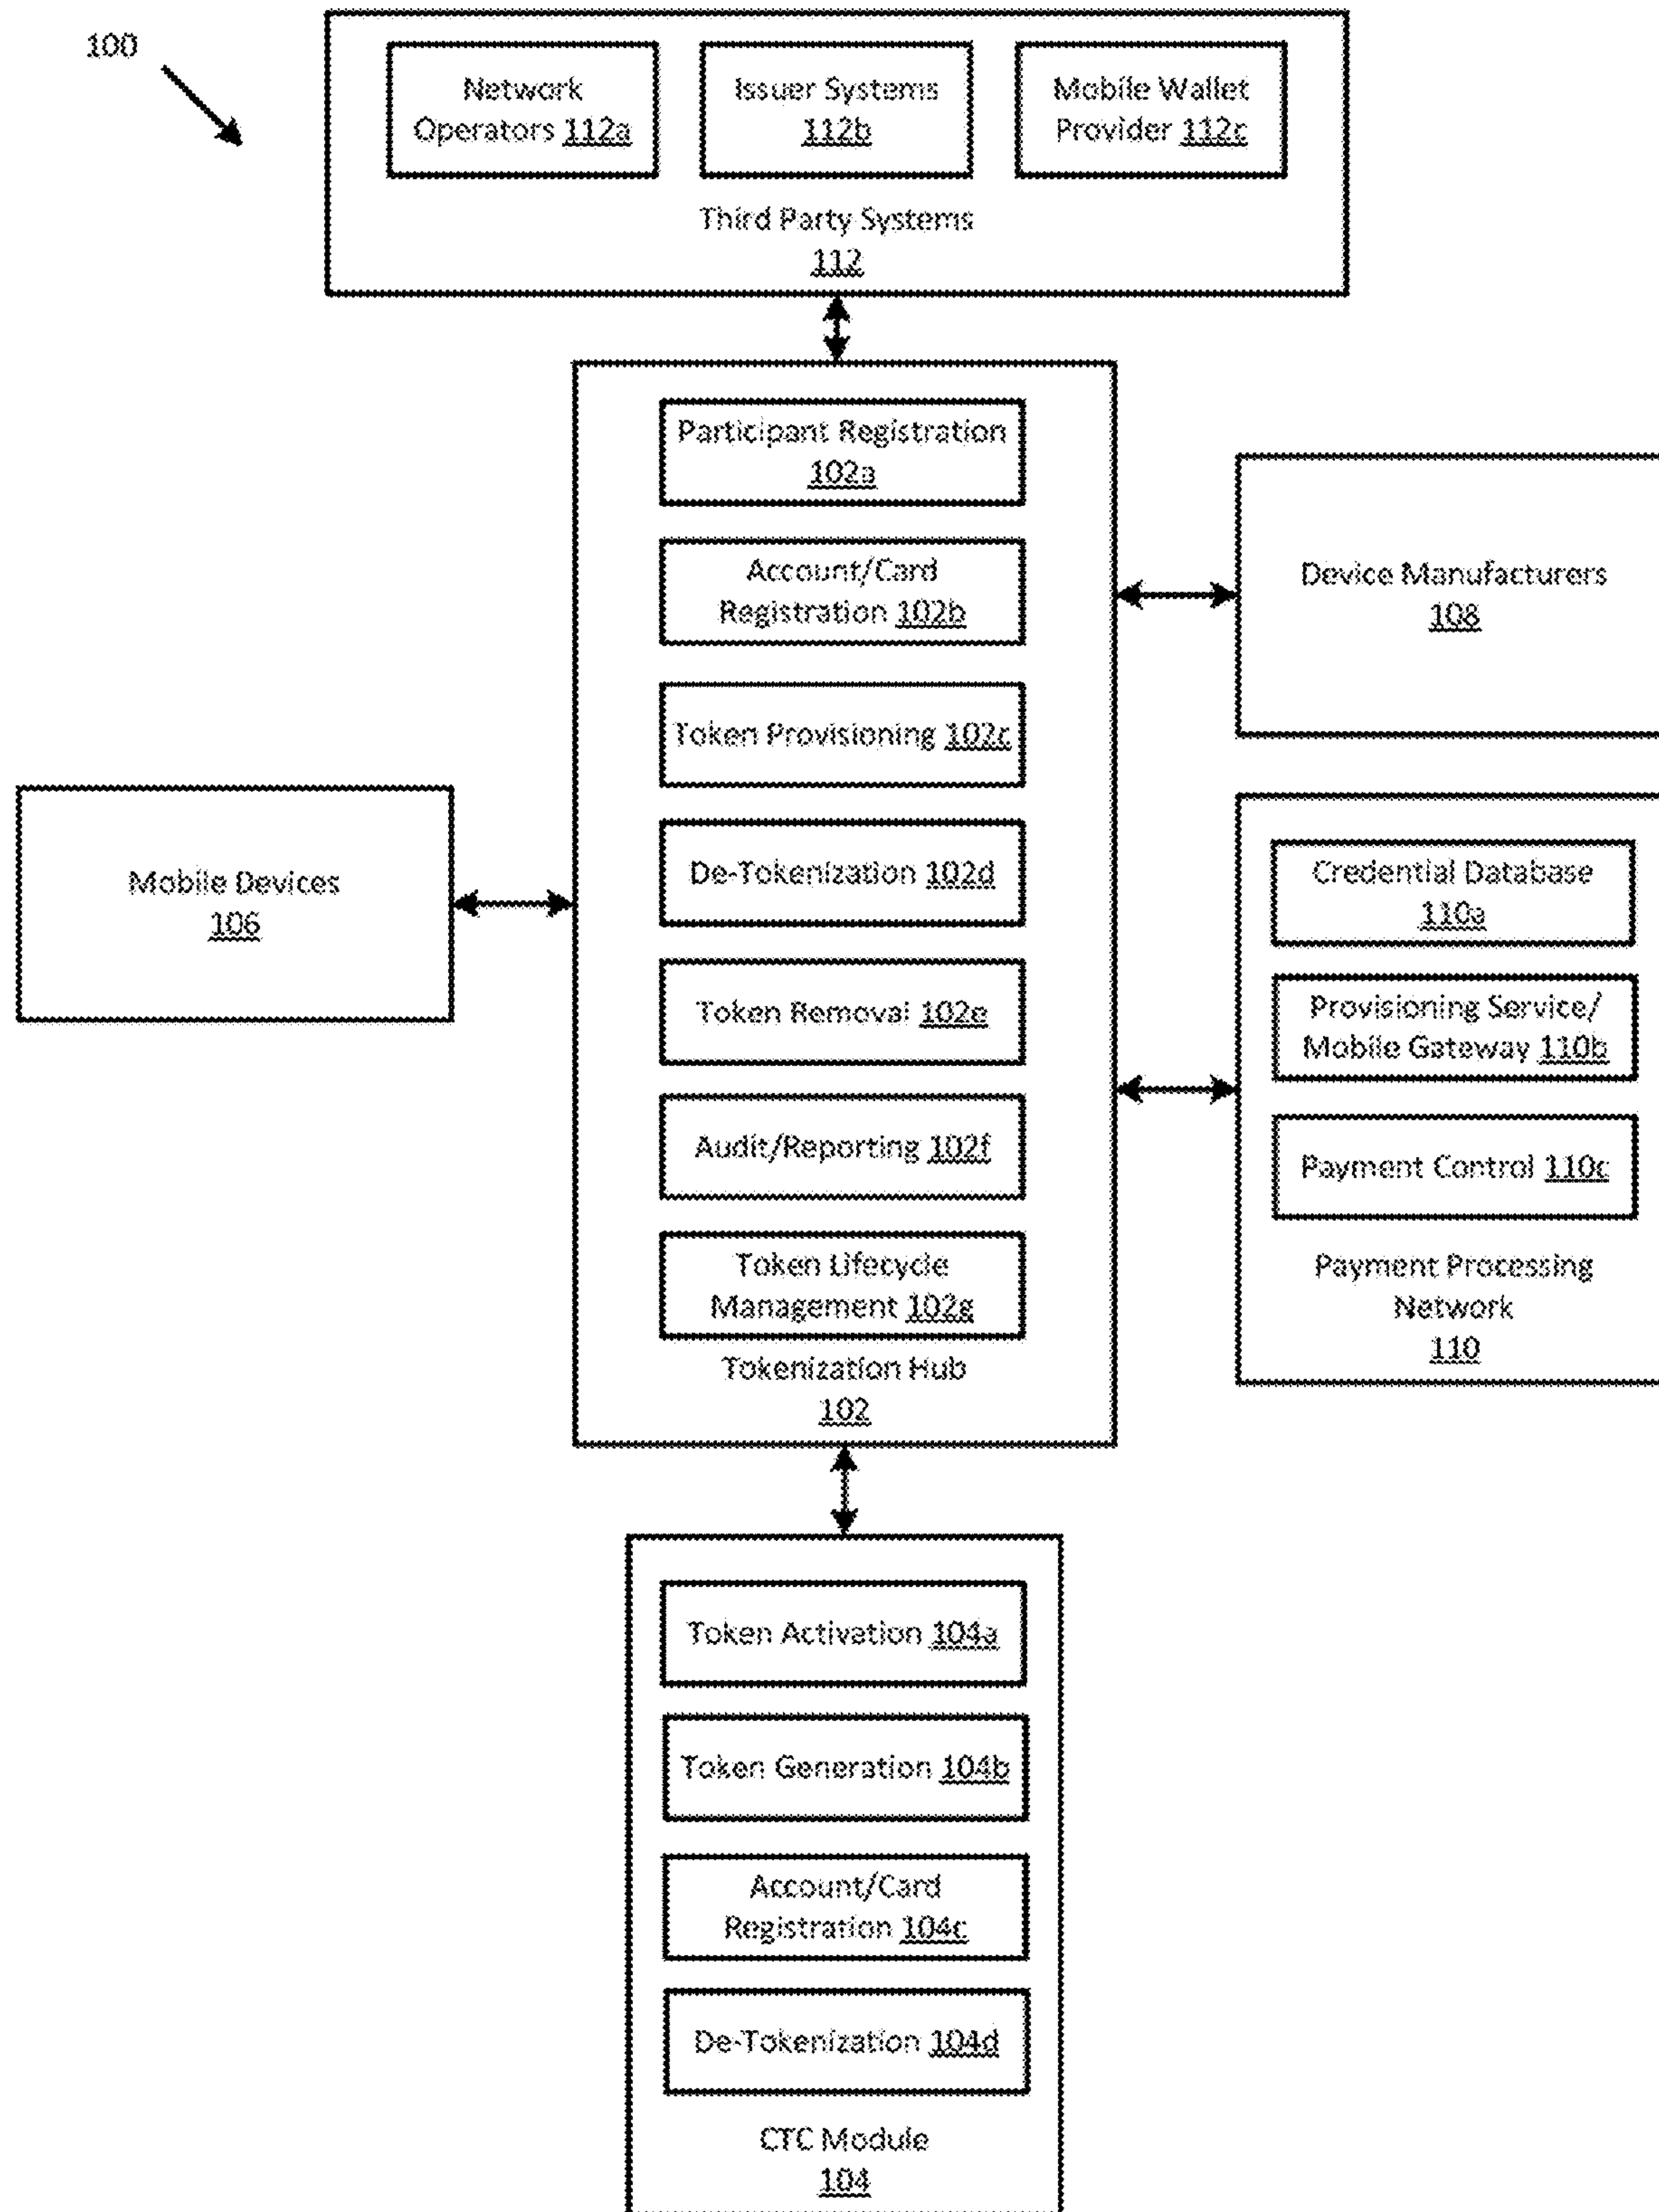 100
Network
Operators 112a
Issuer Systems
112b
Mobile Wallet
Provider 112c
Third Party Systems
112
Participant Registration
102a
Account/Card
Registration 102b
Token Provisioning 102c
De-Tokenization 102d
Token Removal 102e
Audit/Reporting 102f
Token Lifecycle
Management 102g
Tokenization Hub
102
Device Manufacturers
108
Mobile Devices
106
Credential Database
110a
Provisioning Service/
Mobile Gateway 110b
Payment Control 110c
Payment Processing
Network
110
Token Activation 104a
Token Generation 104b
Account/Card
Registration 104c
De-Tokenization 104d
CTC Module
104